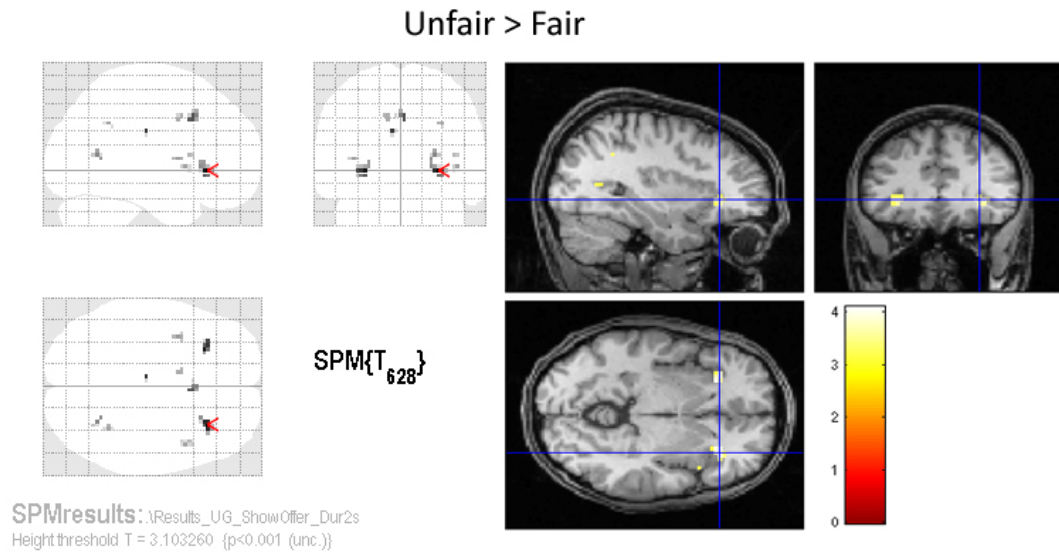 Unfair > Fair
SPM{T628}
4
3
2
1
0
SPMresults: .\Results_UG_ShowOffer_Dur2s
Height threshold T = 3.103260 {p<0.001 (unc.)}